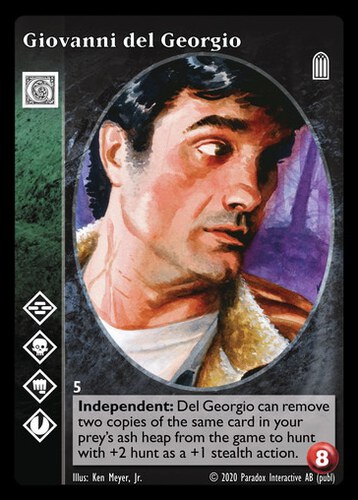 Giovanni del Georgio
5
Independent: Del Georgio can remove
two copies of the same card in your
prey's ash heap from the game to hunt
with +2 hunt as a +1 stealth action.
8
Illus: Ken Meyer, Jr. © 2020 Paradox Interactive AB (publ)